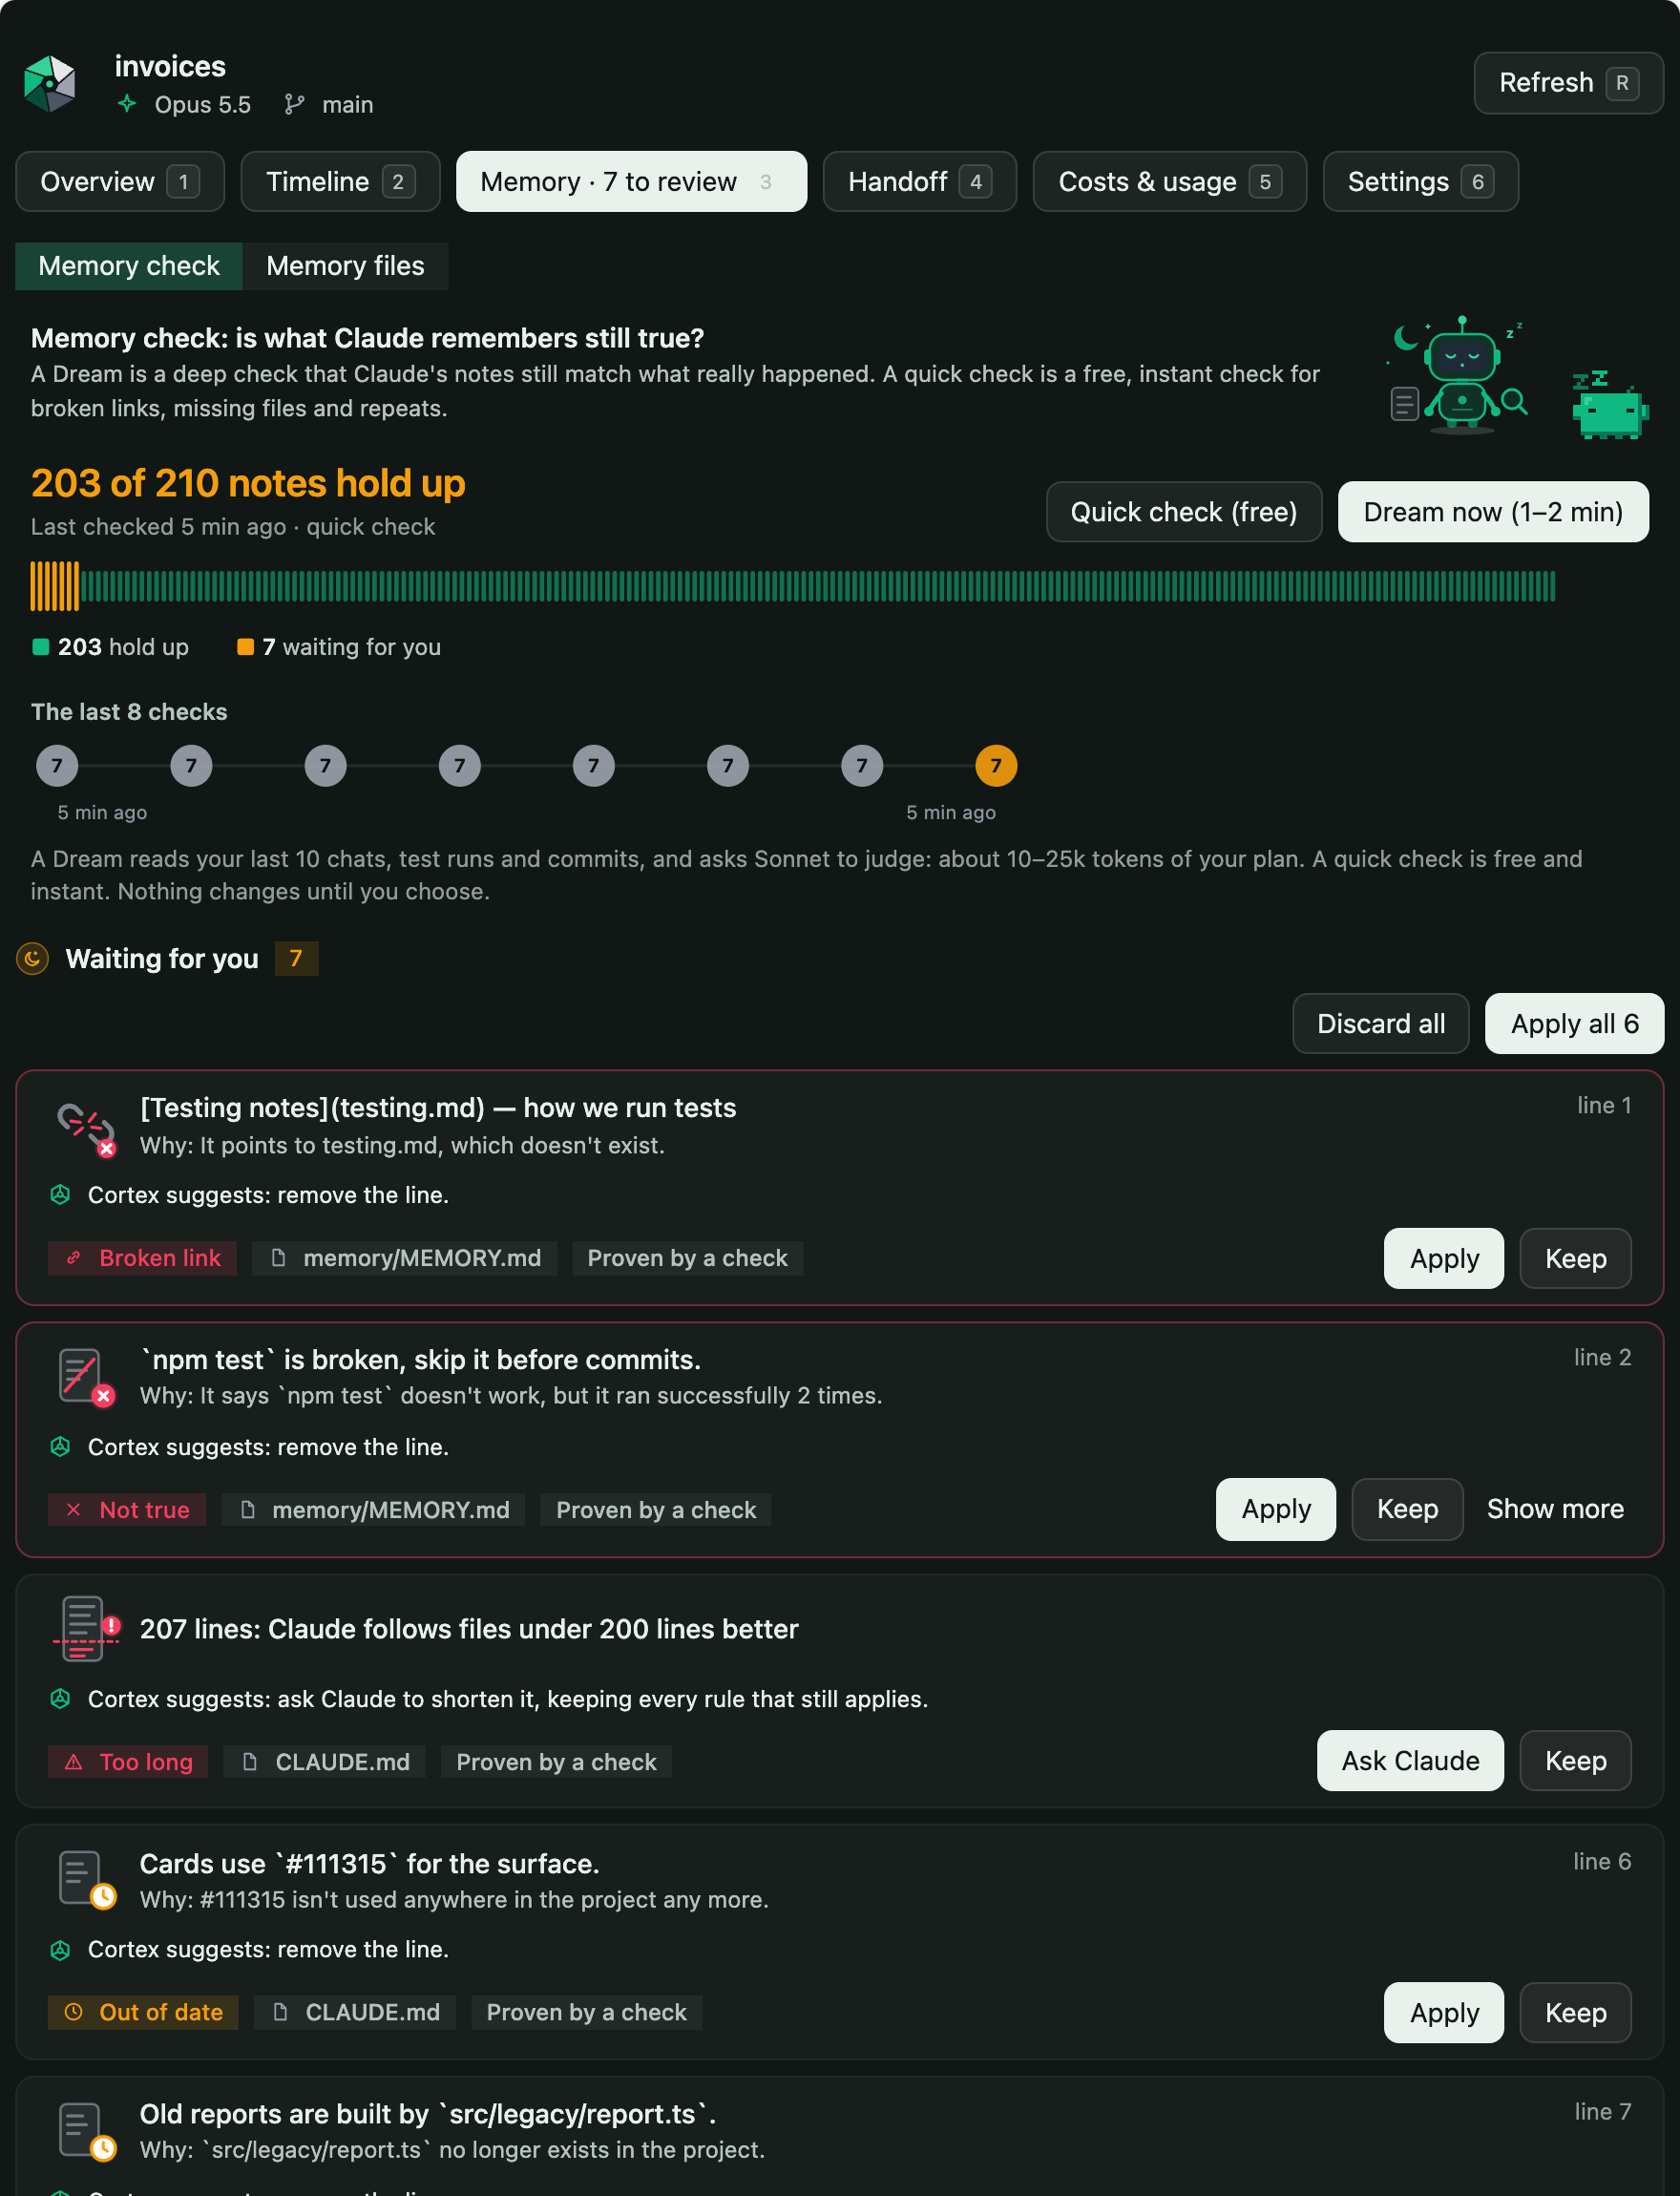 invoices
Opus 5.5 main
Refresh R
Overview 1 Timeline 2 Memory · 7 to review 3 Handoff 4 Costs & usage 5 Settings 6
Memory check Memory files
Memory check: is what Claude remembers still true?
A Dream is a deep check that Claude's notes still match what really happened. A quick check is a free, instant check for
broken links, missing files and repeats.
z z
203 of 210 notes hold up
Last checked 5 min ago · quick check
Quick check (free) Dream now (1–2 min)
203 hold up 7 waiting for you
The last 8 checks
7 7 7 7 7 7 7 7
5 min ago 5 min ago
A Dream reads your last 10 chats, test runs and commits, and asks Sonnet to judge: about 10–25k tokens of your plan. A quick check is free and
instant. Nothing changes until you choose.
Waiting for you 7
Discard all Apply all 6
[Testing notes](testing.md) — how we run tests line 1
Why: It points to testing.md, which doesn't exist.
Cortex suggests: remove the line.
Broken link memory/MEMORY.md Proven by a check Apply Keep
`npm test` is broken, skip it before commits. line 2
Why: It says `npm test` doesn't work, but it ran successfully 2 times.
Cortex suggests: remove the line.
Not true memory/MEMORY.md Proven by a check Apply Keep Show more
207 lines: Claude follows files under 200 lines better
Cortex suggests: ask Claude to shorten it, keeping every rule that still applies.
Too long CLAUDE.md Proven by a check Ask Claude Keep
Cards use `#111315` for the surface. line 6
Why: #111315 isn't used anywhere in the project any more.
Cortex suggests: remove the line.
Out of date CLAUDE.md Proven by a check Apply Keep
Old reports are built by `src/legacy/report.ts`. line 7
Why: `src/legacy/report.ts` no longer exists in the project.